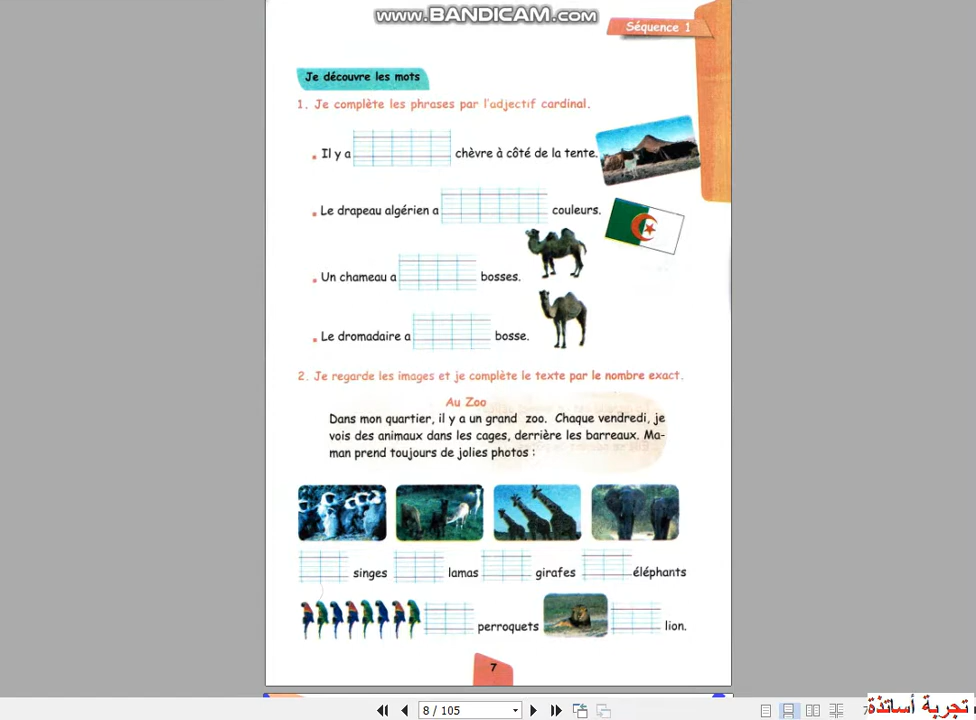 www.BANDICAM.com
Séquence 1
Je découvre les mots
1. Je complète les phrases par l'adjectif cardinal.
Il y a chèvre à côté de la tente.
Le drapeau algérien a couleurs.
Un chameau a bosses.
Le dromadaire a bosse.
2. Je regarde les images et je complète le texte par le nombre exact.
Au Zoo
Dans mon quartier, il y a un grand zoo. Chaque vendredi, je
vois des animaux dans les cages, derrière les barreaux. Ma-
man prend toujours de jolies photos :
singes lamas girafes éléphants
perroquets lion.
7
8 / 105
تجربة أساتذة